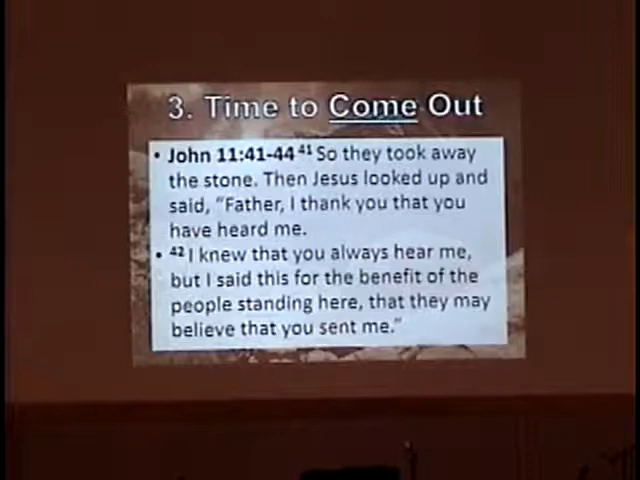 3. Time to Come Out
• John 11:41-44 41 So they took away
the stone. Then Jesus looked up and
said, “Father, I thank you that you
have heard me.
• 42 I knew that you always hear me,
but I said this for the benefit of the
people standing here, that they may
believe that you sent me.”